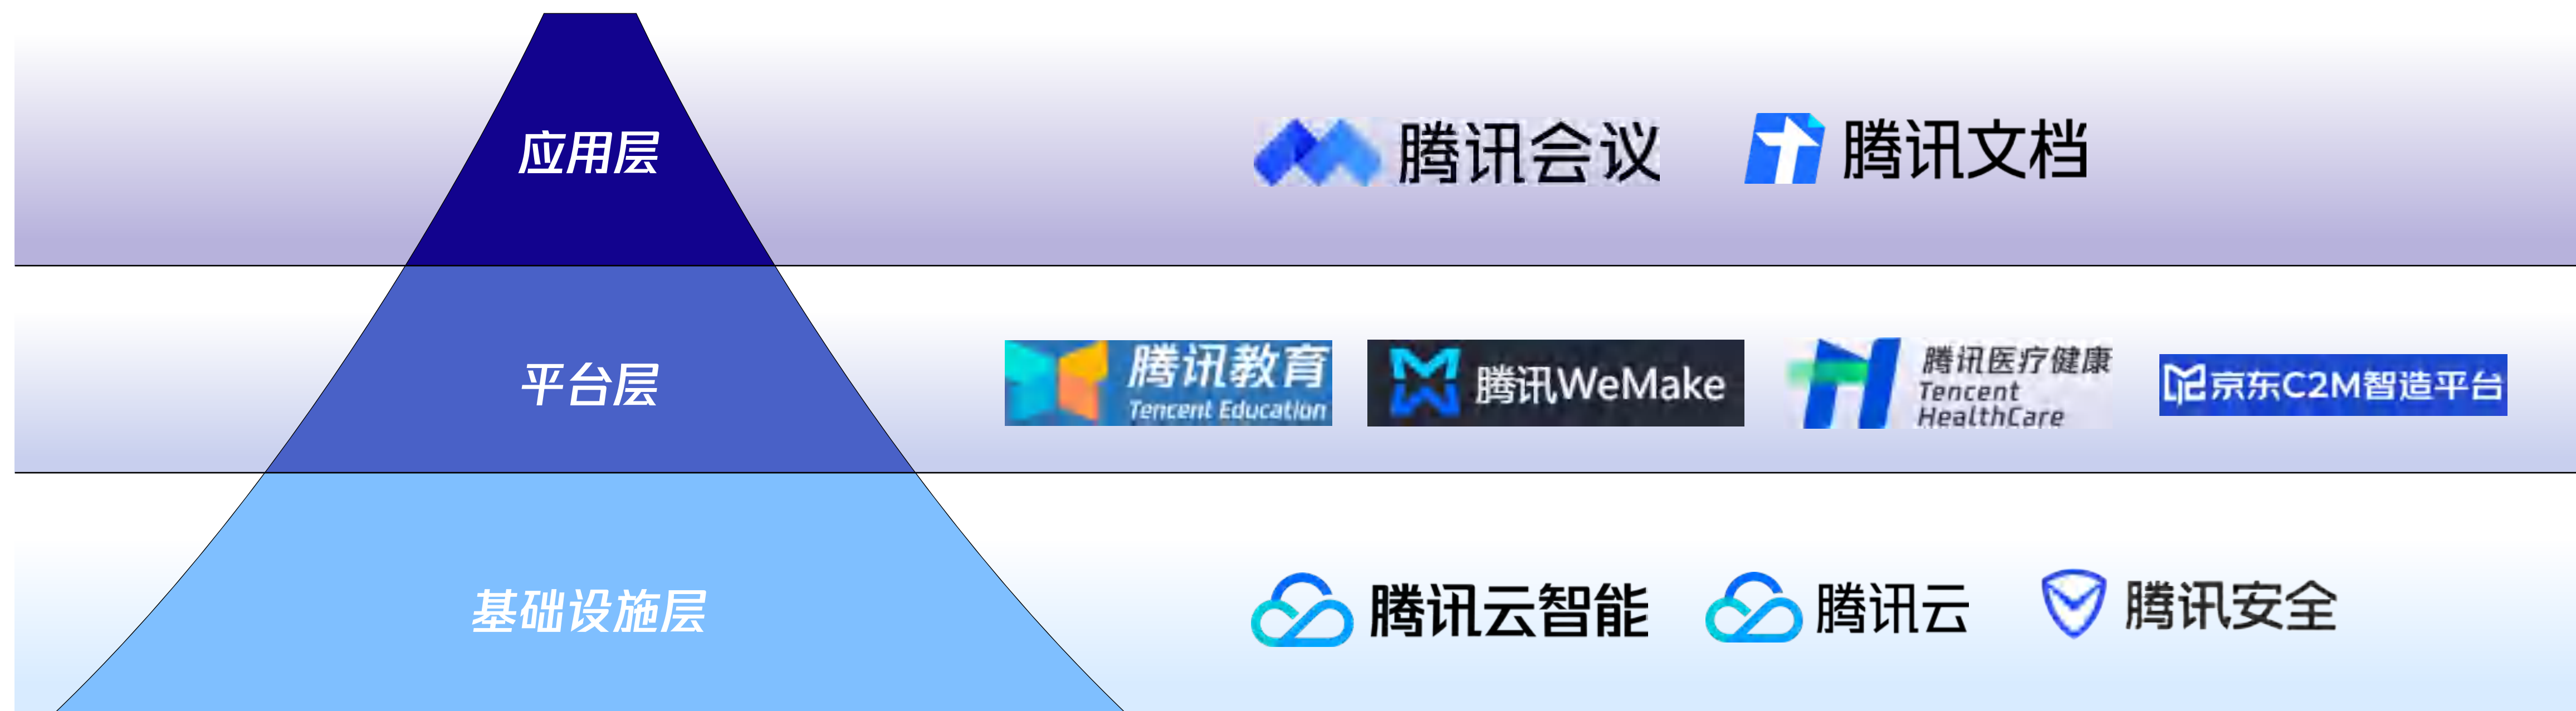 应用层
腾讯会议
腾讯文档
平台层
腾讯教育
Tencent Education
腾讯WeMake
腾讯医疗健康
Tencent
HealthCare
京东C2M智造平台
基础设施层
腾讯云智能
腾讯云
腾讯安全